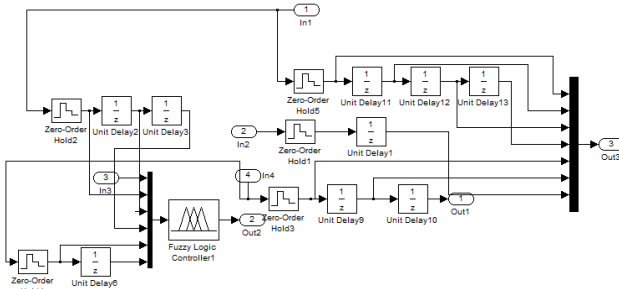 1
In1
Zero-Order
Hold2
1
z
Unit Delay2
1
z
Unit Delay3
Zero-Order
Hold5
1
z
Unit Delay11
1
z
Unit Delay12
1
z
Unit Delay13
2
In2
Zero-Order
Hold1
1
z
Unit Delay1
3
Out3
3
In3
4
In4
Zero-Order
Hold3
1
z
Unit Delay9
1
z
Unit Delay10
1
Out1
Fuzzy Logic
Controller1
2
Out2
Zero-Order
1
z
Unit Delay6